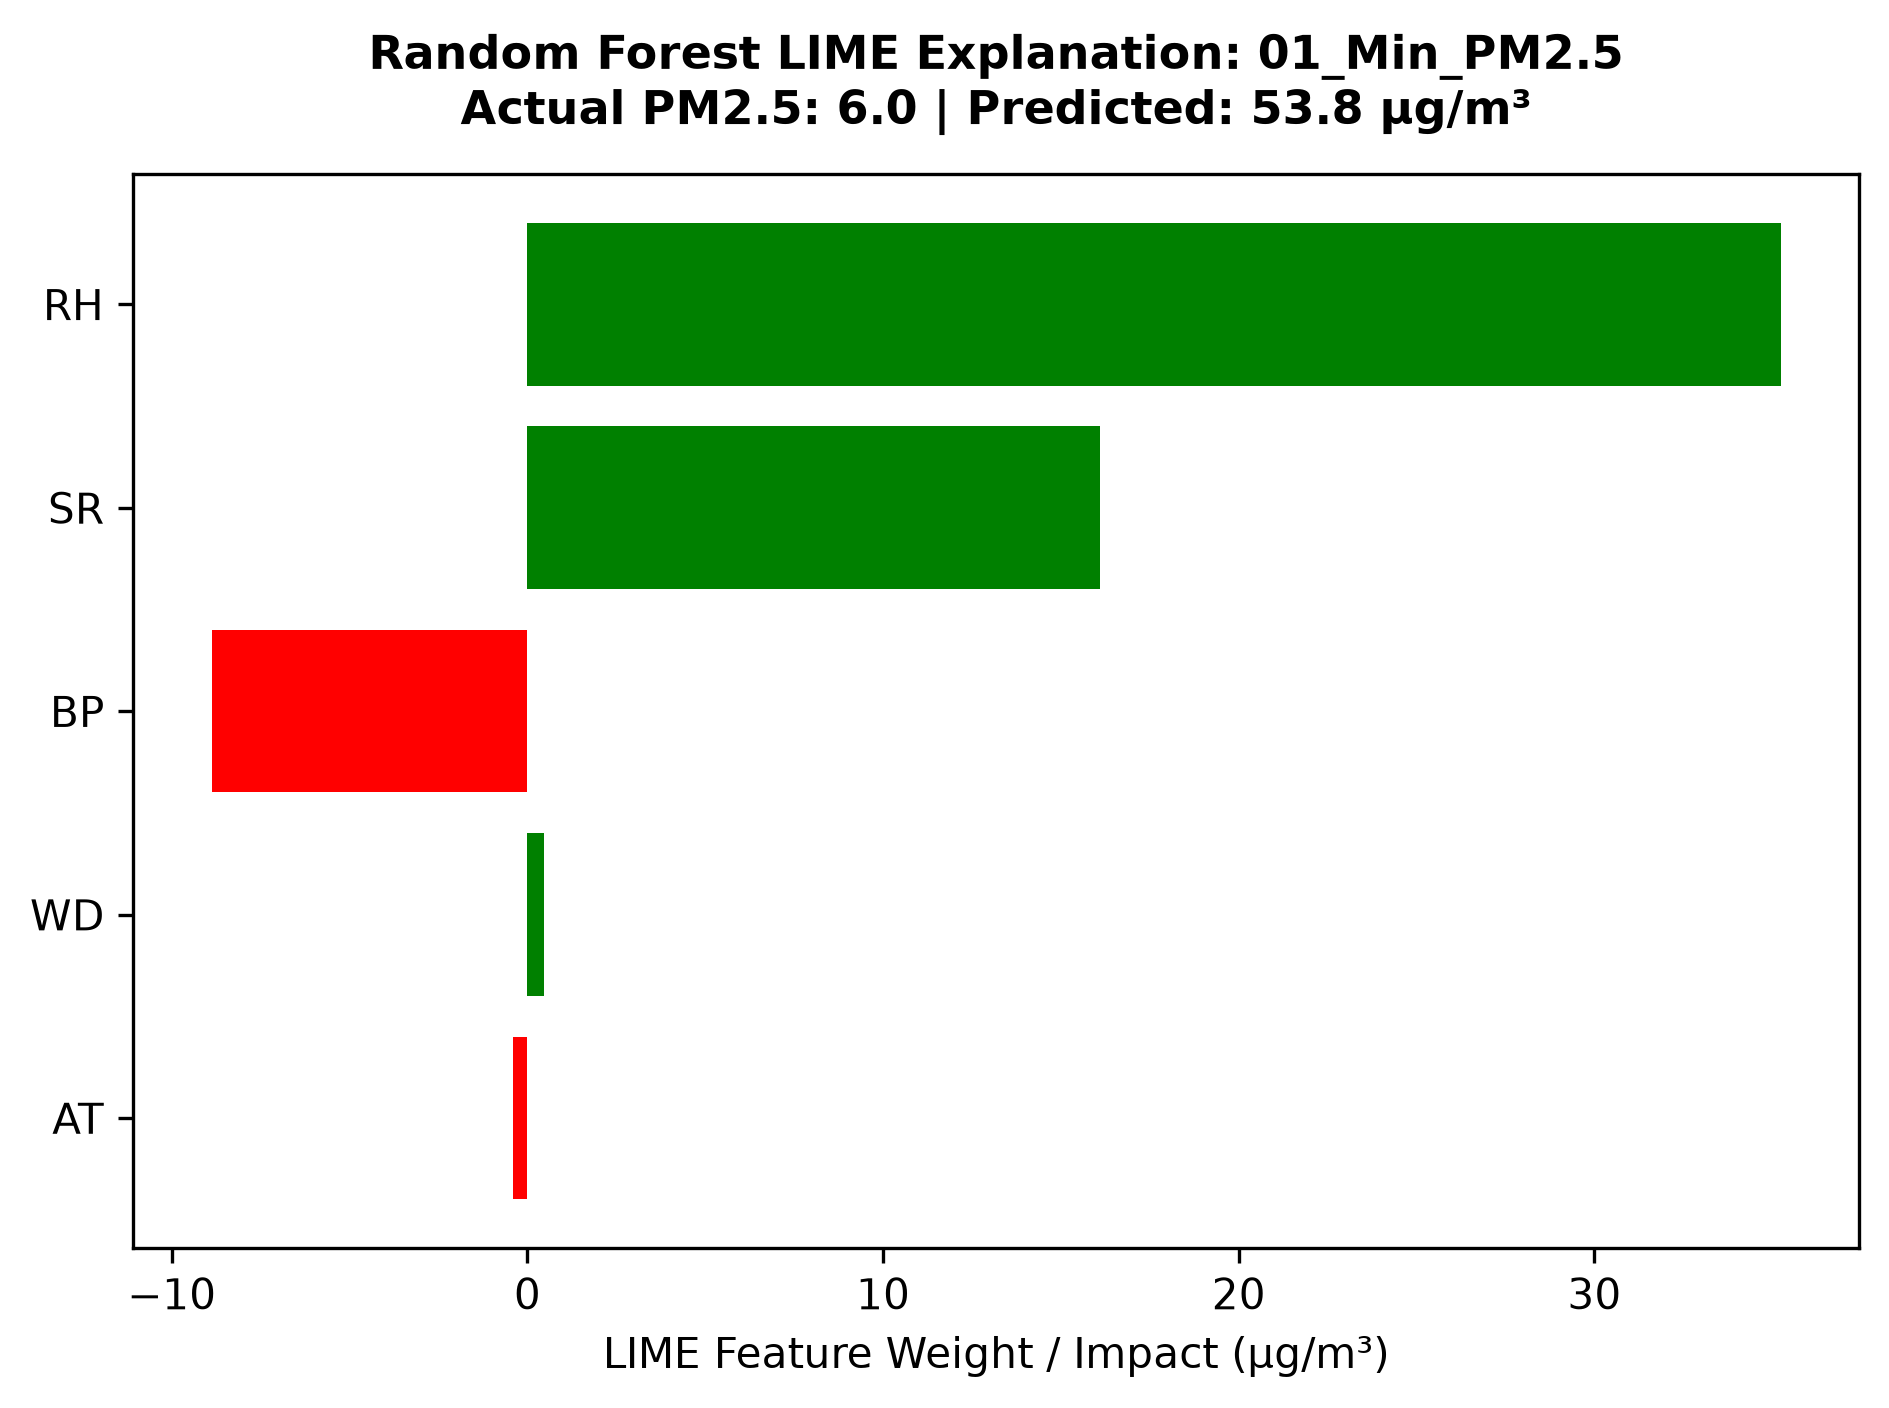 Random Forest LIME Explanation: 01_Min_PM2.5
Actual PM2.5: 6.0 | Predicted: 53.8 µg/m³
RH
SR
BP
WD
AT
−10 0 10 20 30
LIME Feature Weight / Impact (µg/m³)